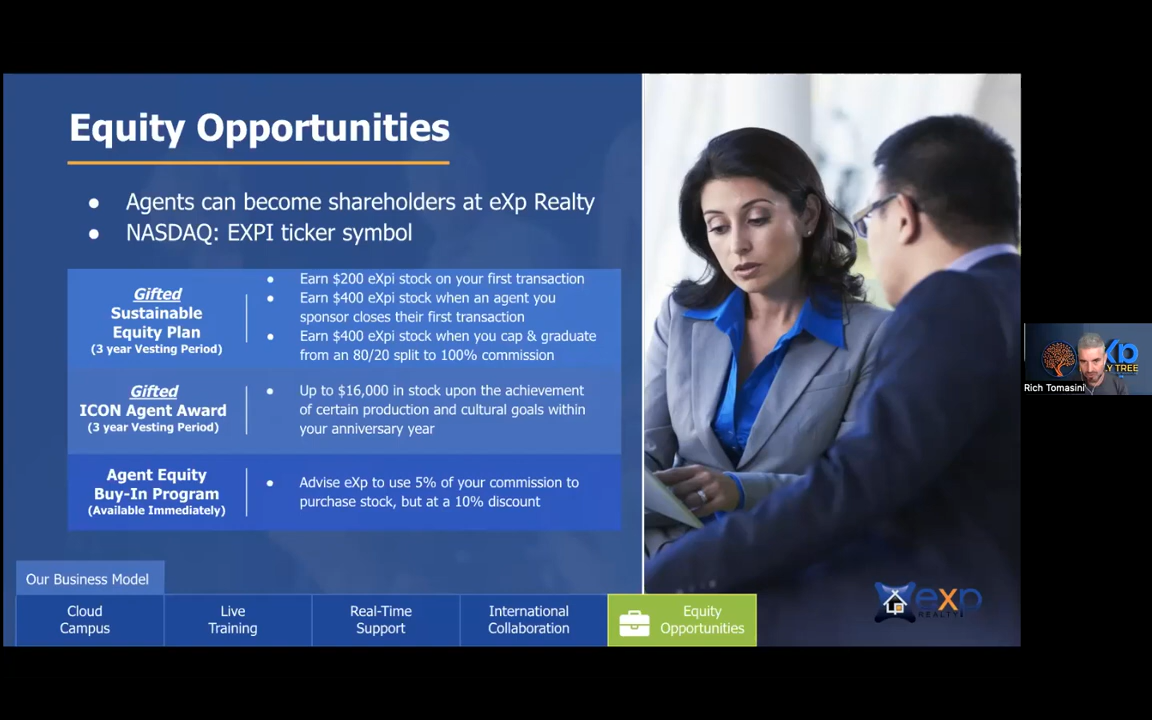 Equity Opportunities
● Agents can become shareholders at eXp Realty
● NASDAQ: EXPI ticker symbol
Gifted
Sustainable
Equity Plan
(3 year Vesting Period)
● Earn $200 eXpi stock on your first transaction
● Earn $400 eXpi stock when an agent you
sponsor closes their first transaction
● Earn $400 eXpi stock when you cap & graduate
from an 80/20 split to 100% commission
Gifted
ICON Agent Award
(3 year Vesting Period)
● Up to $16,000 in stock upon the achievement
of certain production and cultural goals within
your anniversary year
Agent Equity
Buy-In Program
(Available Immediately)
● Advise eXp to use 5% of your commission to
purchase stock, but at a 10% discount
Our Business Model
Cloud
Campus
Live
Training
Real-Time
Support
International
Collaboration
Equity
Opportunities
eXp
REALTY
Xp
LY TREE
Rich Tomasini